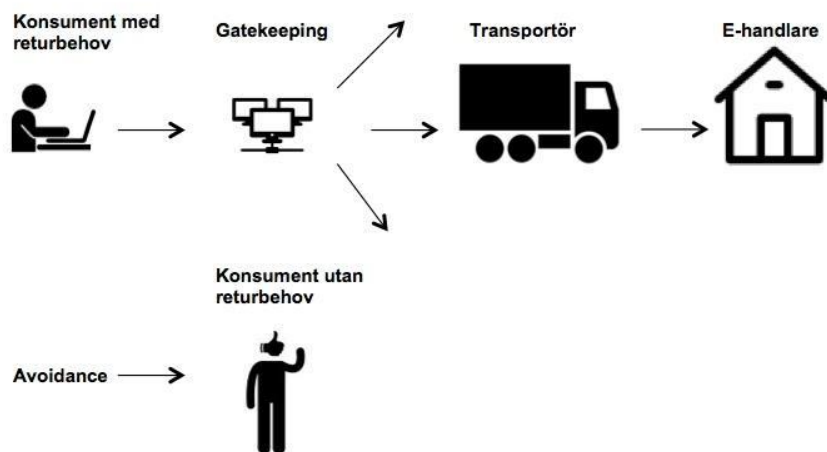 Konsument med
returbehov
Gatekeeping
Transportör
E-handlare
Konsument utan
returbehov
Avoidance